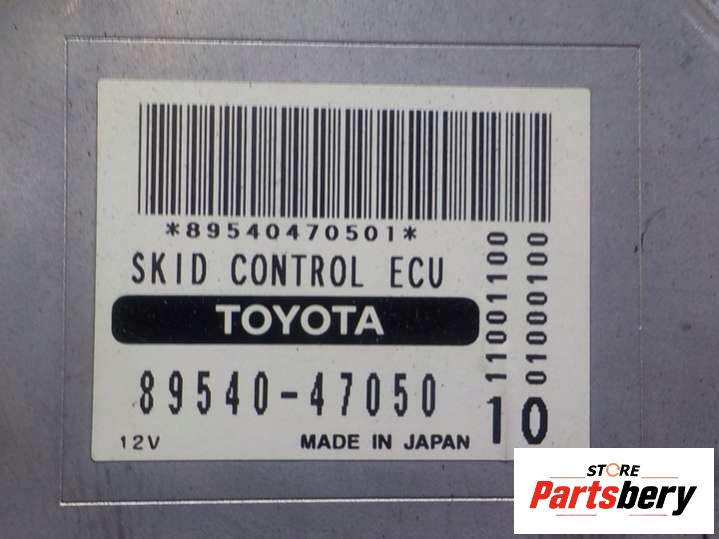 *89540470501*
SKID CONTROL ECU
TOYOTA
89540-47050
12V
MADE IN JAPAN
11001100
01000100
10
STORE
Partsbery